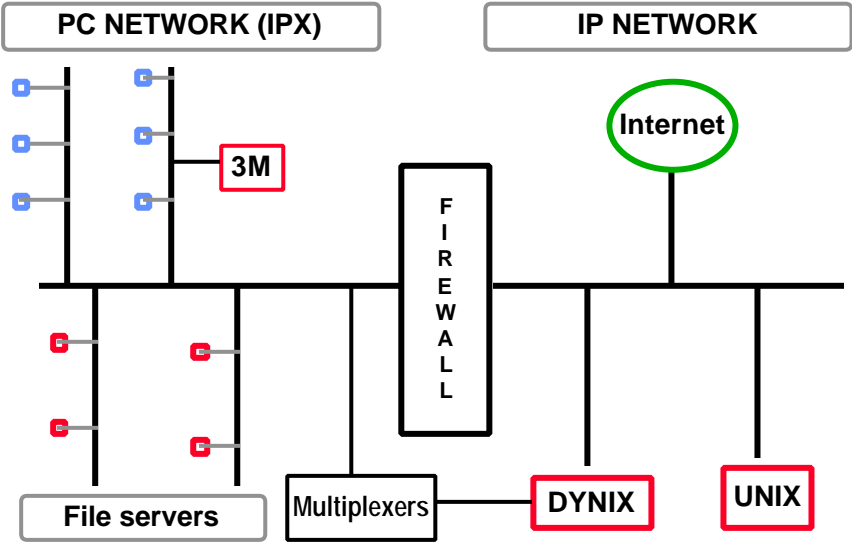 PC NETWORK (IPX)
IP NETWORK
Internet
3M
F
I
R
E
W
A
L
L
File servers
Multiplexers
DYNIX
UNIX